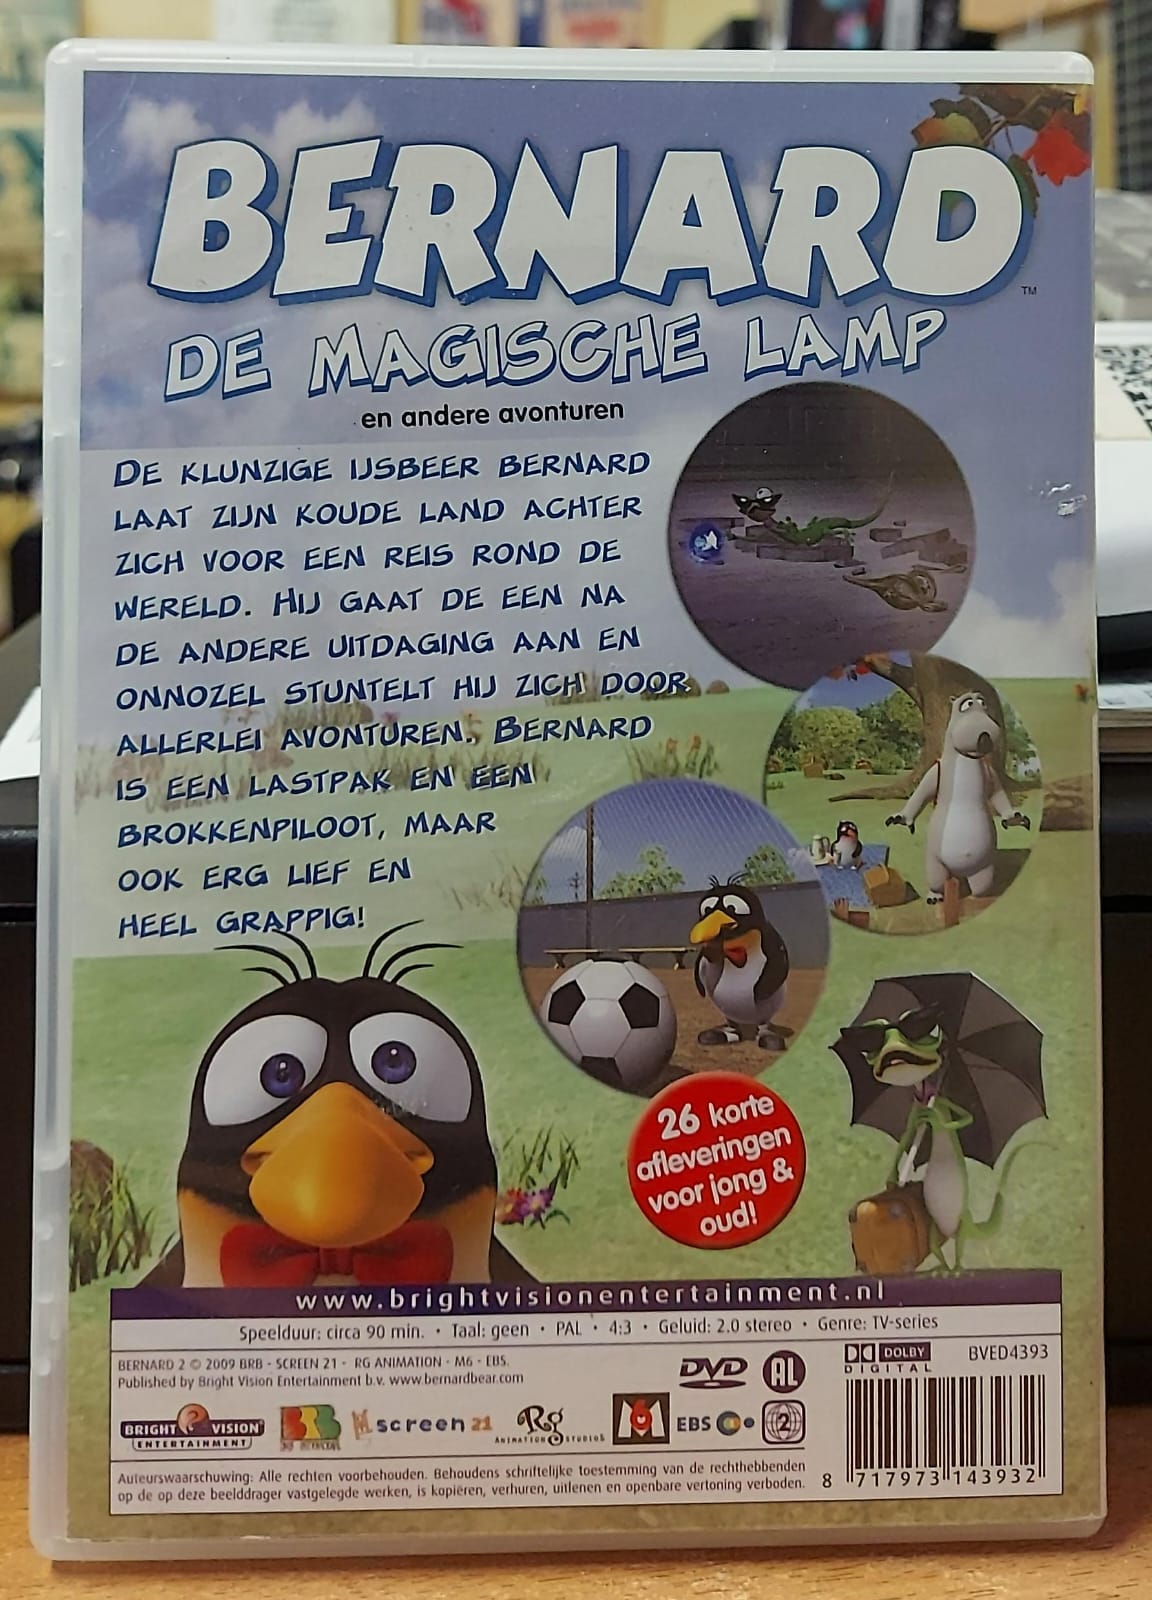 BERNARD
TM
DE MAGISCHE LAMP
en andere avonturen
DE KLUNZIGE IJSBEER BERNARD
LAAT ZIJN KOUDE LAND ACHTER
ZICH VOOR EEN REIS ROND DE
WERELD. HIJ GAAT DE EEN NA
DE ANDERE UITDAGING AAN EN
ONNOZEL STUNTELT HIJ ZICH DOOR
ALLERLEI AVONTUREN. BERNARD
IS EEN LASTPAK EN EEN
BROKKENPILOOT, MAAR
OOK ERG LIEF EN
HEEL GRAPPIG!
26 korte
afleveringen
voor jong &
oud!
www.brightvisionentertainment.nl
Speelduur: circa 90 min. • Taal: geen • PAL • 4:3 • Geluid: 2.0 stereo • Genre: TV-series
BERNARD 2 © 2009 BRB - SCREEN 21 - RG ANIMATION - M6 - EBS.
Published by Bright Vision Entertainment b.v. www.bernardbear.com
DVD
AL
DOLBY
DIGITAL
BVED4393
BRIGHT VISION
ENTERTAINMENT
BRB
screen 21
Rg
ANIMATION STUDIOS
M6
EBS
2
Auteurswaarschuwing: Alle rechten voorbehouden. Behoudens schriftelijke toestemming van de rechthebbenden
op de op deze beelddrager vastgelegde werken, is kopiëren, verhuren, uitlenen en openbare vertoning verboden.
8 717973 143932